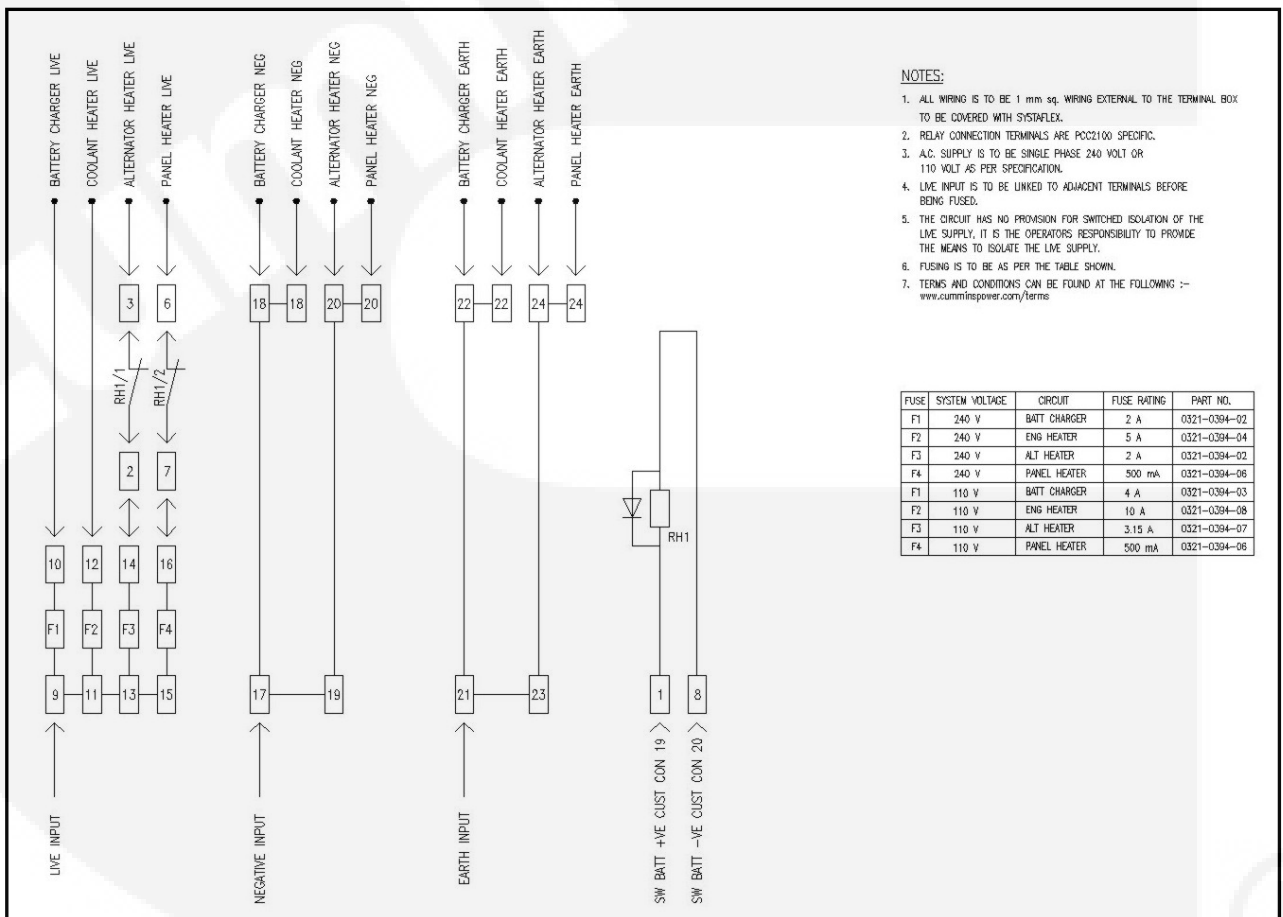 BATTERY CHARGER LIVE
COOLANT HEATER LIVE
ALTERNATOR HEATER LIVE
PANEL HEATER LIVE
BATTERY CHARGER NEG
COOLANT HEATER NEG
ALTERNATOR HEATER NEG
PANEL HEATER NEG
BATTERY CHARGER EARTH
COOLANT HEATER EARTH
ALTERNATOR HEATER EARTH
PANEL HEATER EARTH
3 6
18 18 20 20
22 22 24 24
RH1/1
RH1/2
2 7
10 12 14 16
F1 F2 F3 F4
9 11 13 15
17 19
21 23
RH1
1 8
LIVE INPUT
NEGATIVE INPUT
EARTH INPUT
SW BATT +VE CUST CON 19
SW BATT -VE CUST CON 20
NOTES:
1. ALL WIRING IS TO BE 1 mm sq. WIRING EXTERNAL TO THE TERMINAL BOX
TO BE COVERED WITH SYSTAFLEX.
2. RELAY CONNECTION TERMINALS ARE PCC2100 SPECIFIC.
3. A.C. SUPPLY IS TO BE SINGLE PHASE 240 VOLT OR
110 VOLT AS PER SPECIFICATION.
4. LIVE INPUT IS TO BE LINKED TO ADJACENT TERMINALS BEFORE
BEING FUSED.
5. THE CIRCUIT HAS NO PROVISION FOR SWITCHED ISOLATION OF THE
LIVE SUPPLY, IT IS THE OPERATORS RESPONSIBILITY TO PROVIDE
THE MEANS TO ISOLATE THE LIVE SUPPLY.
6. FUSING IS TO BE AS PER THE TABLE SHOWN.
7. TERMS AND CONDITIONS CAN BE FOUND AT THE FOLLOWING :-
www.cumminspower.com/terms
FUSE SYSTEM VOLTAGE CIRCUIT FUSE RATING PART NO.
F1 240 V BATT CHARGER 2 A 0321-0394-02
F2 240 V ENG HEATER 5 A 0321-0394-04
F3 240 V ALT HEATER 2 A 0321-0394-02
F4 240 V PANEL HEATER 500 mA 0321-0394-06
F1 110 V BATT CHARGER 4 A 0321-0394-03
F2 110 V ENG HEATER 10 A 0321-0394-08
F3 110 V ALT HEATER 3.15 A 0321-0394-07
F4 110 V PANEL HEATER 500 mA 0321-0394-06